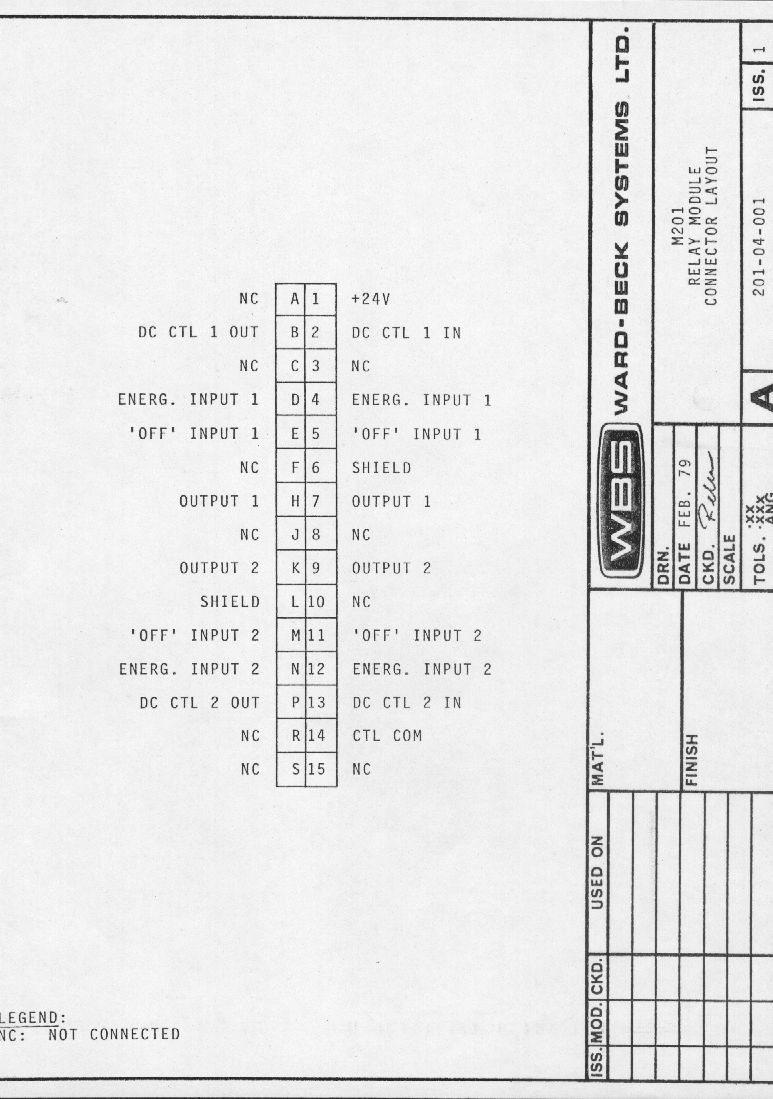 NC A 1 +24V
DC CTL 1 OUT B 2 DC CTL 1 IN
NC C 3 NC
ENERG. INPUT 1 D 4 ENERG. INPUT 1
'OFF' INPUT 1 E 5 'OFF' INPUT 1
NC F 6 SHIELD
OUTPUT 1 H 7 OUTPUT 1
NC J 8 NC
OUTPUT 2 K 9 OUTPUT 2
SHIELD L 10 NC
'OFF' INPUT 2 M 11 'OFF' INPUT 2
ENERG. INPUT 2 N 12 ENERG. INPUT 2
DC CTL 2 OUT P 13 DC CTL 2 IN
NC R 14 CTL COM
NC S 15 NC
LEGEND:
NC: NOT CONNECTED
WBS WARD-BECK SYSTEMS LTD.
M201
RELAY MODULE
CONNECTOR LAYOUT
201-04-001
ISS. 1
A
DRN.
DATE FEB. 79
CKD.
SCALE
TOLS. .XX
.XXX
ANG
MAT'L.
FINISH
USED ON
ISS. MOD. CKD.